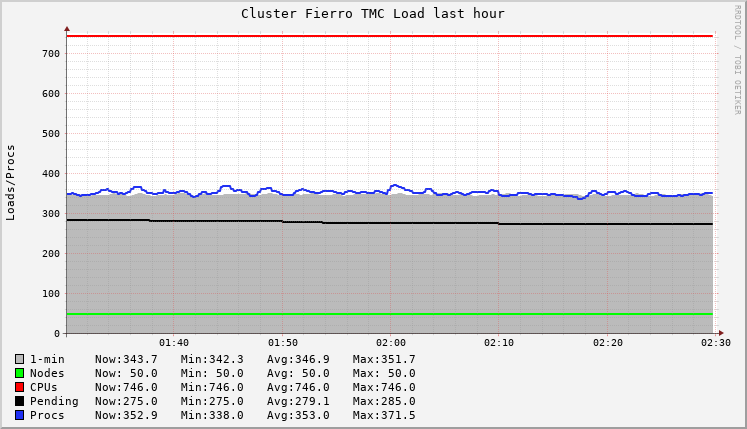 Cluster Fierro TMC Load last hour
RRDTOOL / TOBI OETIKER
Loads/Procs
700
600
500
400
300
200
100
0
01:40 01:50 02:00 02:10 02:20 02:30
1-min Now:343.7 Min:342.3 Avg:346.9 Max:351.7
Nodes Now: 50.0 Min: 50.0 Avg: 50.0 Max: 50.0
CPUs Now:746.0 Min:746.0 Avg:746.0 Max:746.0
Pending Now:275.0 Min:275.0 Avg:279.1 Max:285.0
Procs Now:352.9 Min:338.0 Avg:353.0 Max:371.5